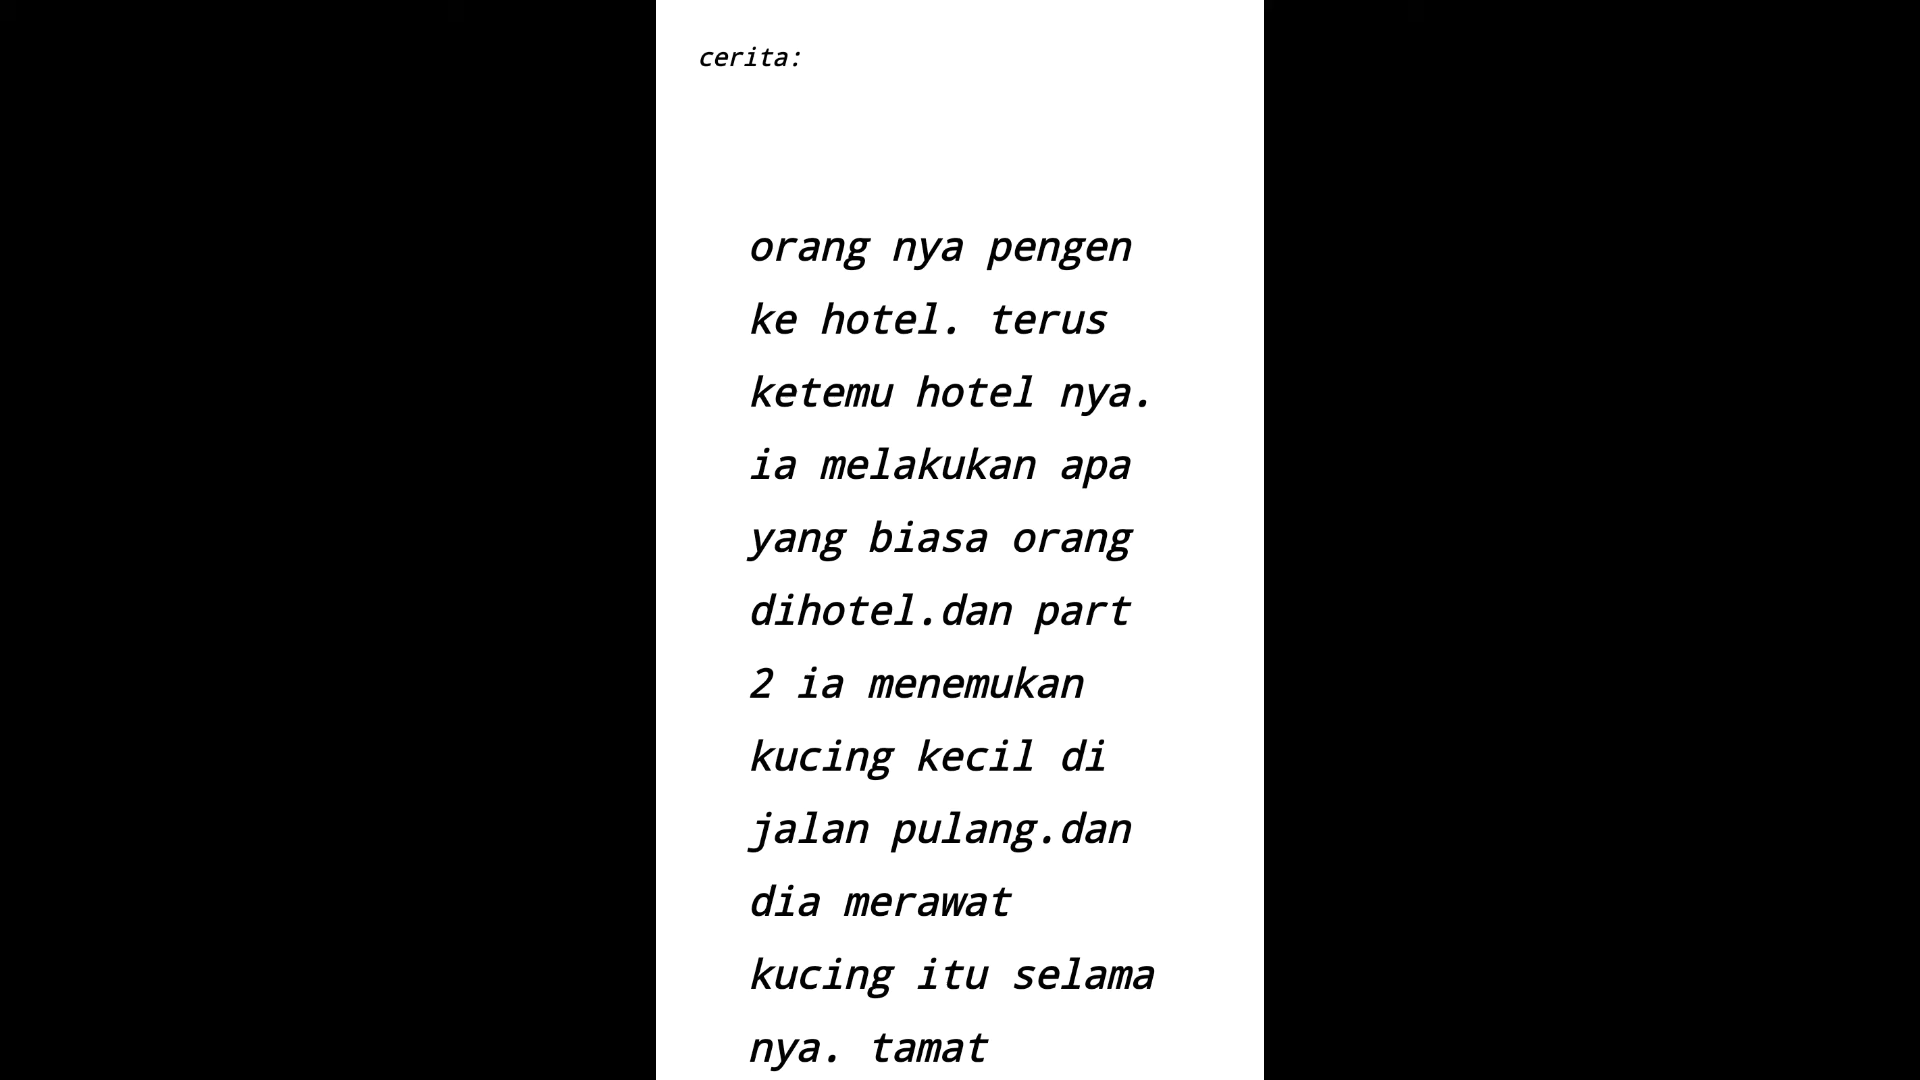 cerita:
orang nya pengen
ke hotel. terus
ketemu hotel nya.
ia melakukan apa
yang biasa orang
dihotel.dan part
2 ia menemukan
kucing kecil di
jalan pulang.dan
dia merawat
kucing itu selama
nya. tamat